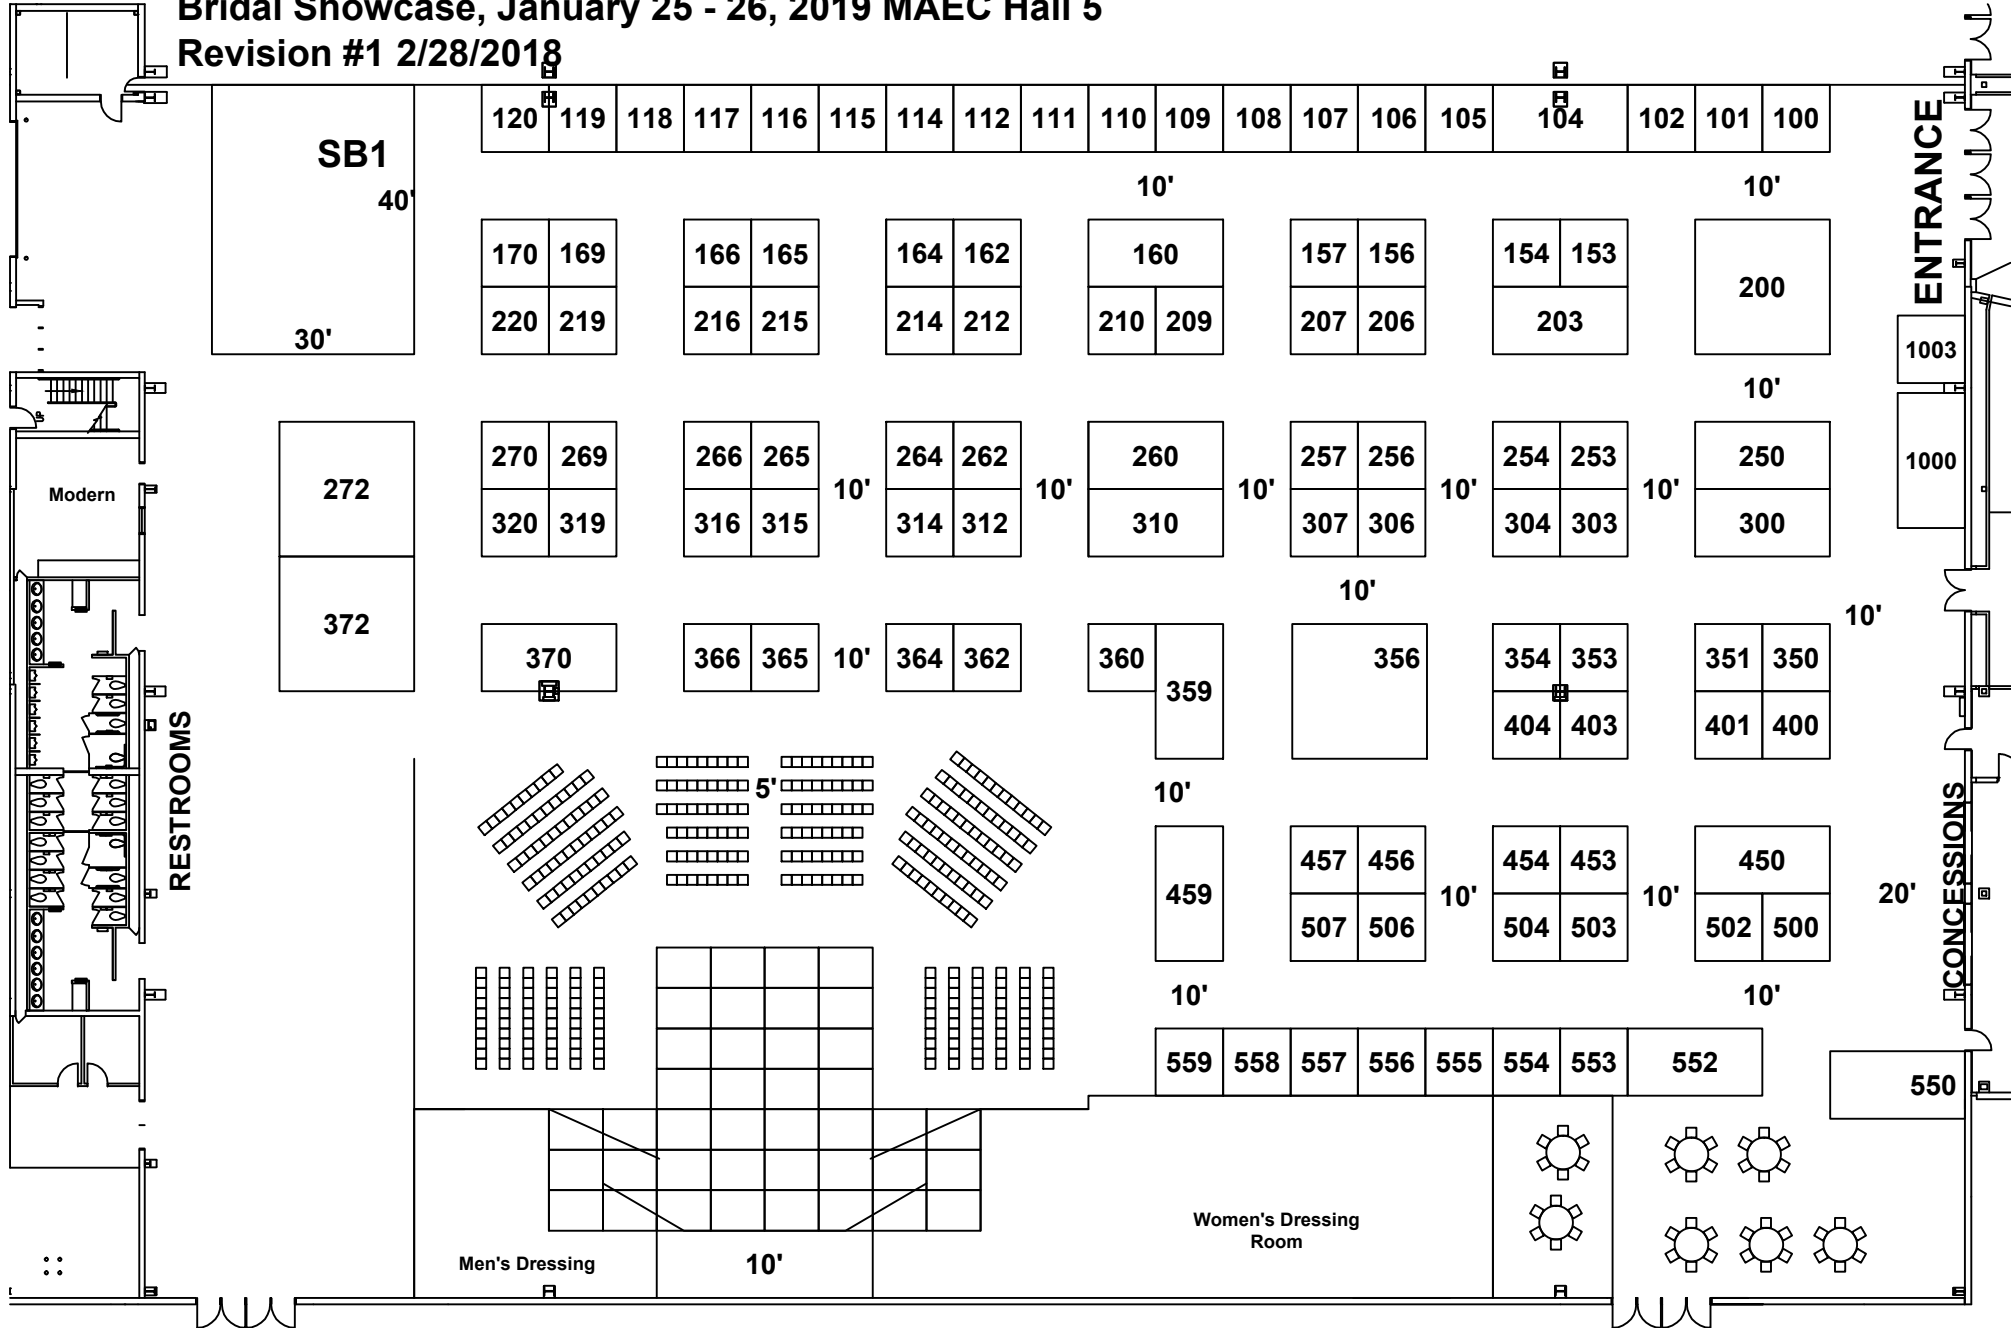 Bridal Showcase, January 25 - 26, 2019 MAEC Hall 5
Revision #1 2/28/2018
120 119 118 117 116 115 114 112 111 110 109 108 107 106 105 104 102 101 100
SB1
40'
30'
10' 10'
ENTRANCE
170 169 166 165 164 162 160 157 156 154 153 200
220 219 216 215 214 212 210 209 207 206 203
1003
10'
UP
1000
Modern
272
270 269 266 265 264 262 260 257 256 254 253 250
10' 10' 10' 10' 10'
320 319 316 315 314 312 310 307 306 304 303 300
10'
10'
372
370 366 365 10' 364 362 360 359 356 354 353 351 350
404 403 401 400
RESTROOMS
5'
10'
CONCESSIONS
459 457 456 454 453 450
10' 10' 20'
507 506 504 503 502 500
10' 10'
559 558 557 556 555 554 553 552
550
Women's Dressing
Room
Men's Dressing
10'